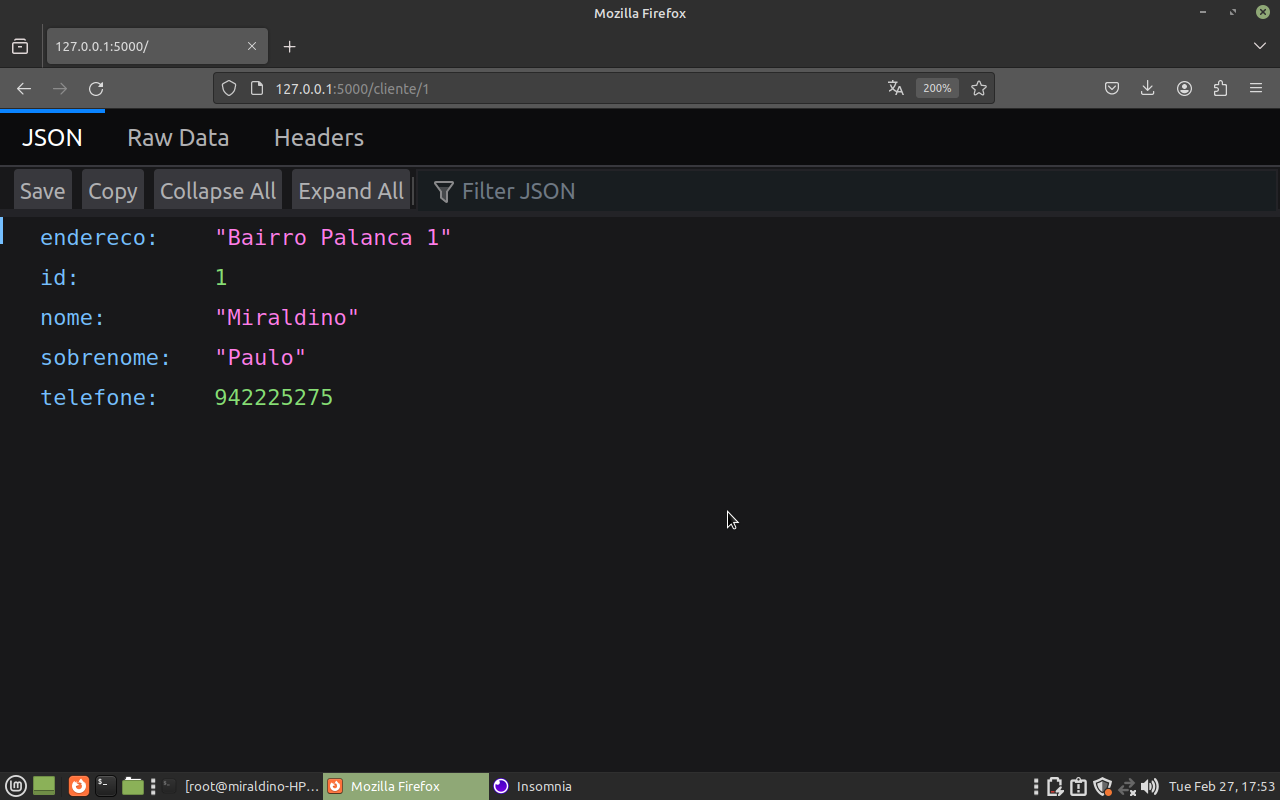 Mozilla Firefox
127.0.0.1:5000/
127.0.0.1:5000/cliente/1
200%
JSON Raw Data Headers
Save Copy Collapse All Expand All Filter JSON
endereco: "Bairro Palanca 1"
id: 1
nome: "Miraldino"
sobrenome: "Paulo"
telefone: 942225275
[root@miraldino-HP... Mozilla Firefox Insomnia Tue Feb 27, 17:53